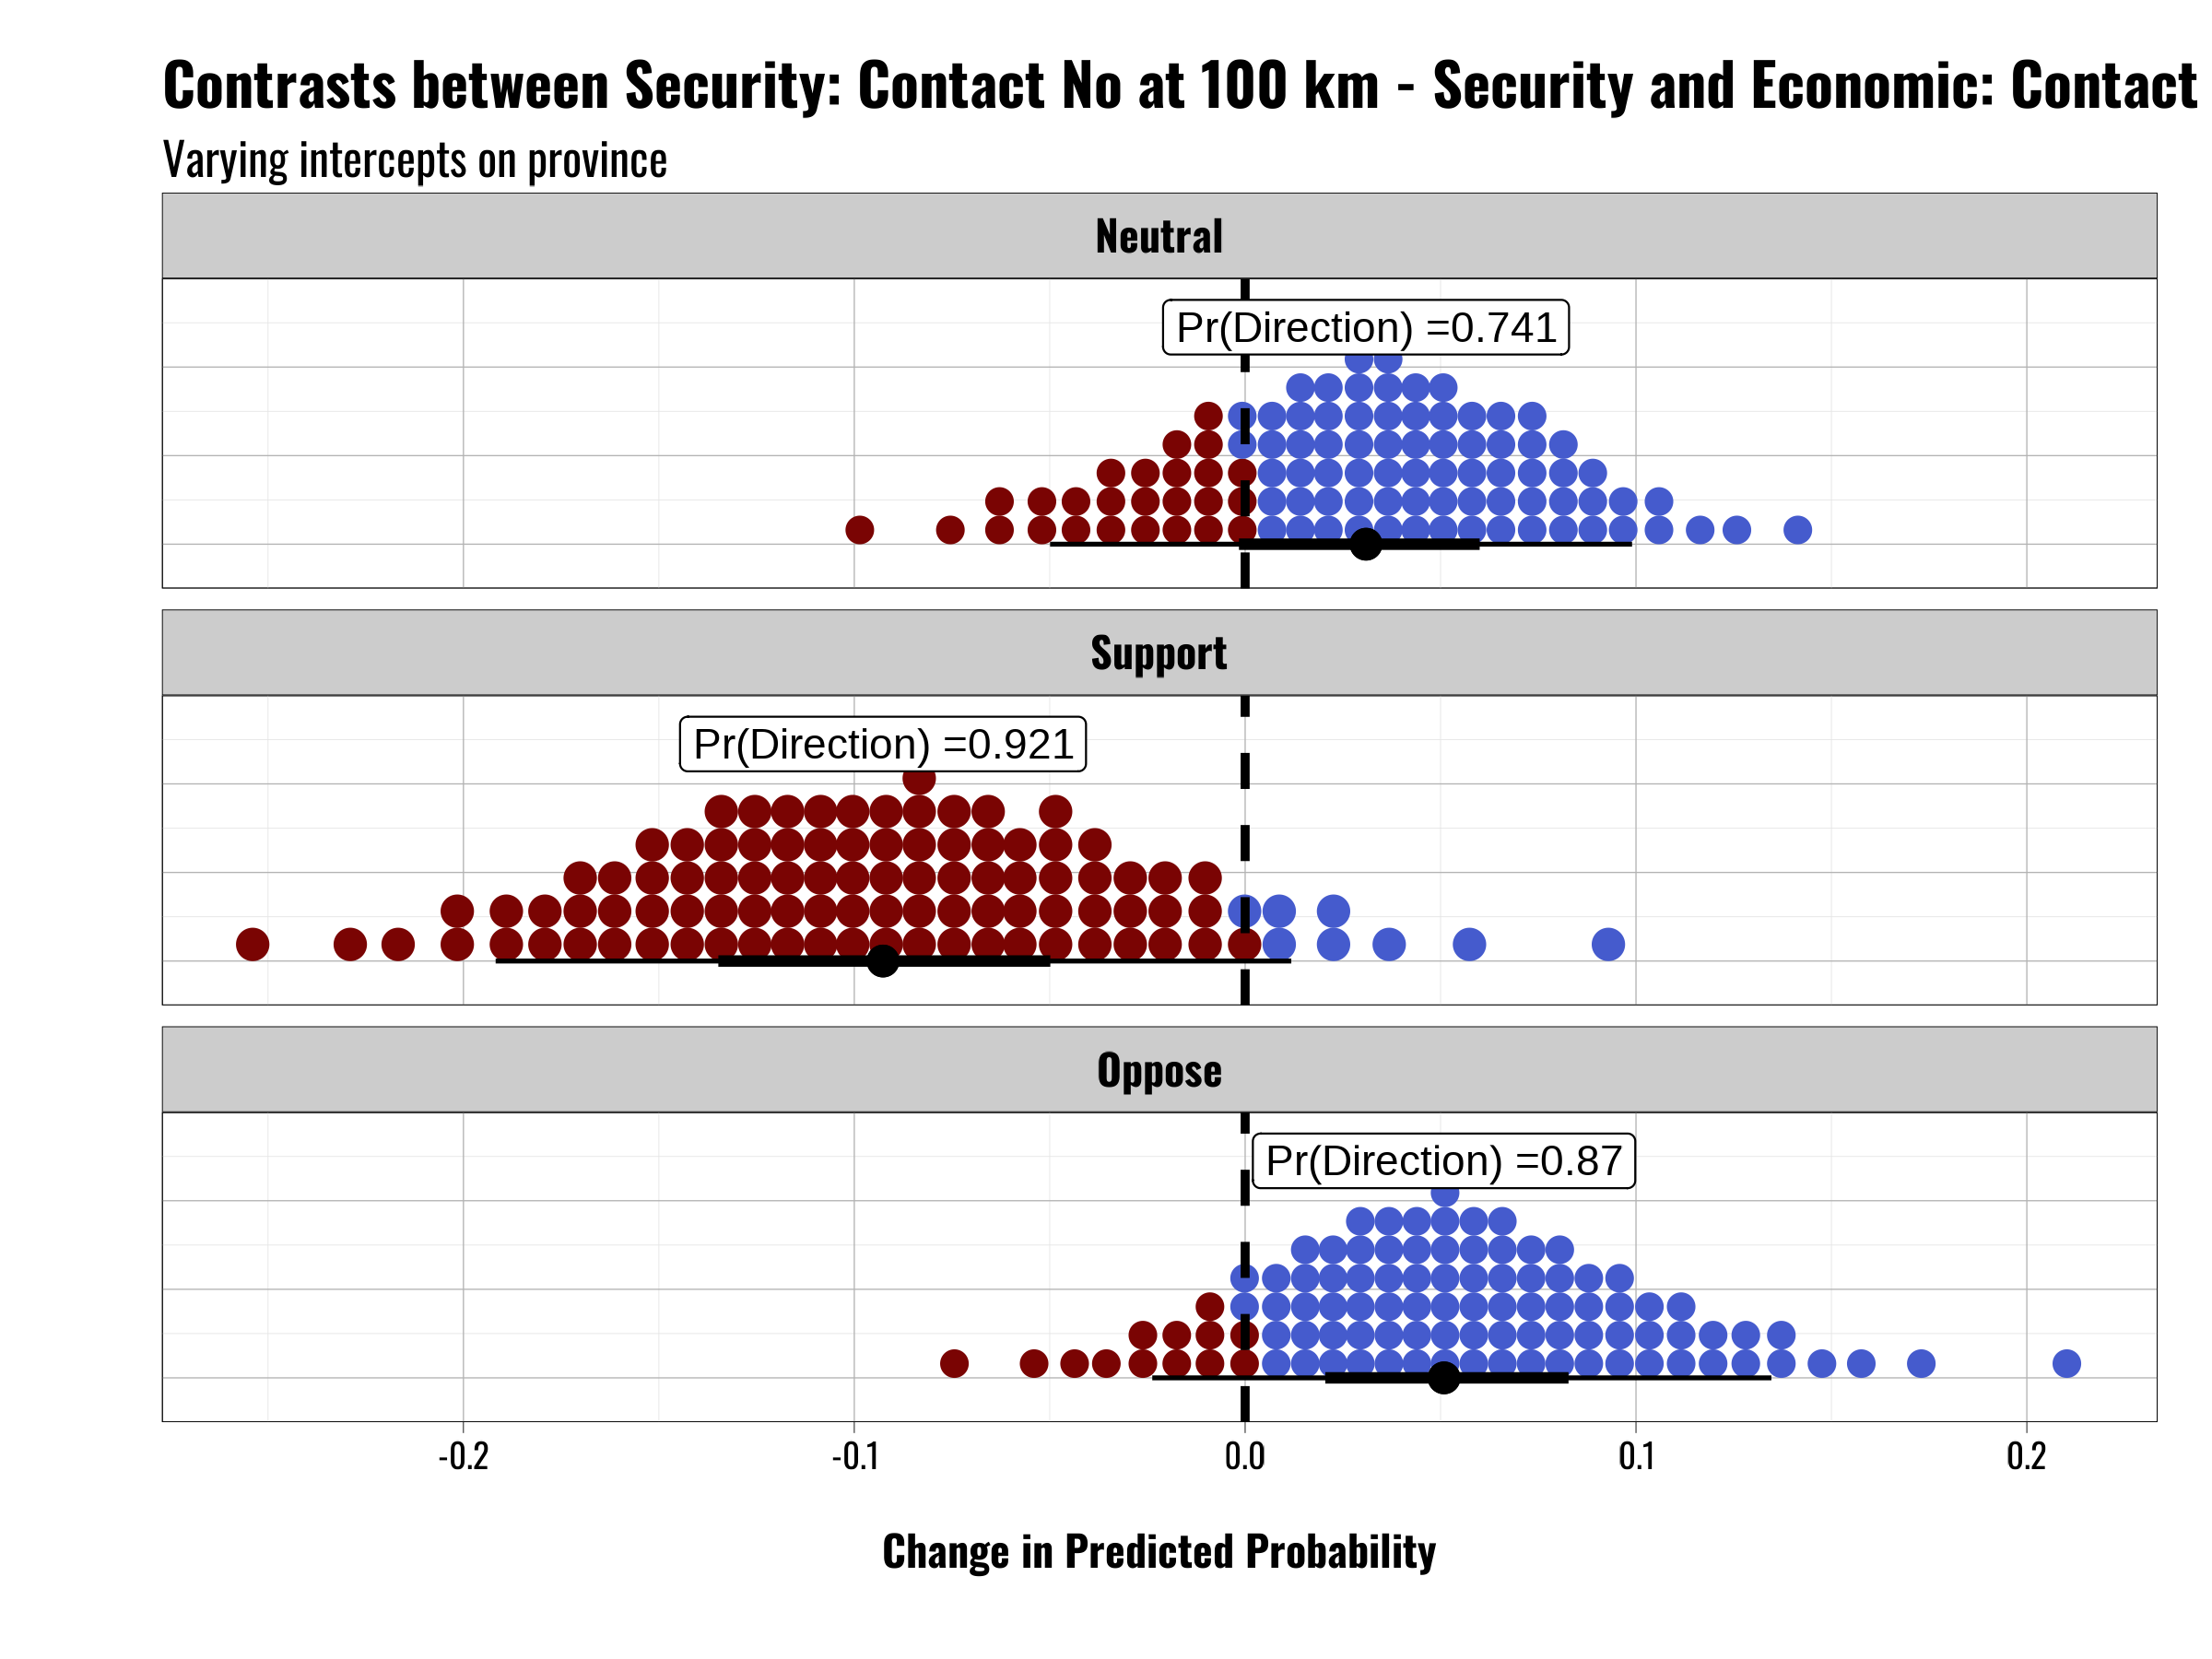 Contrasts between Security: Contact No at 100 km - Security and Economic: Contact
Varying intercepts on province
Neutral
Pr(Direction) =0.741
Support
Pr(Direction) =0.921
Oppose
Pr(Direction) =0.87
-0.2 -0.1 0.0 0.1 0.2
Change in Predicted Probability